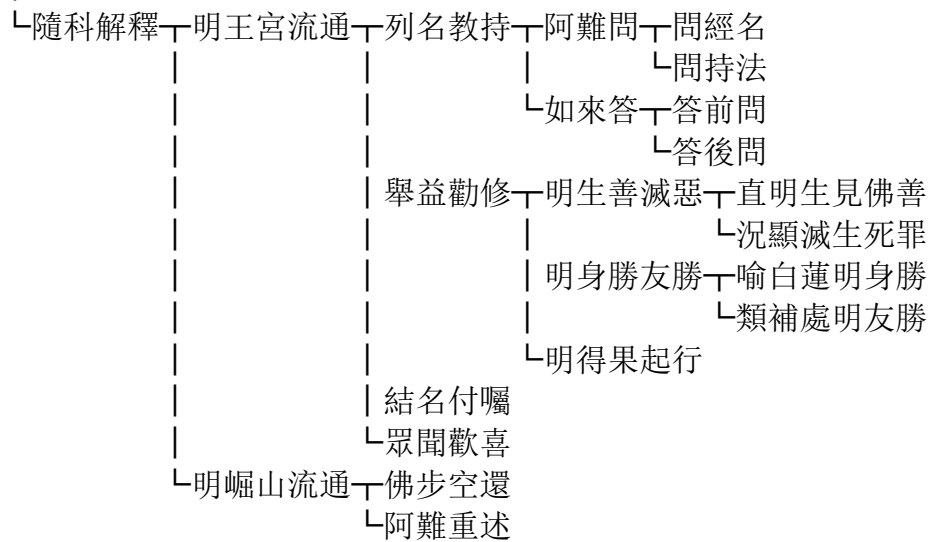 └隨科解釋┬明王宮流通┬列名教持┬阿難問┬問經名
│ │ │ └問持法
│ │ └如來答┬答前問
│ │ └答後問
│ │舉益勸修┬明生善滅惡┬直明生見佛善
│ │ │ └況顯滅生死罪
│ │ │明身勝友勝┬喻白蓮明身勝
│ │ │ └類補處明友勝
│ │ └明得果起行
│ │結名付囑
│ └眾聞歡喜
└明崛山流通┬佛步空還
└阿難重述